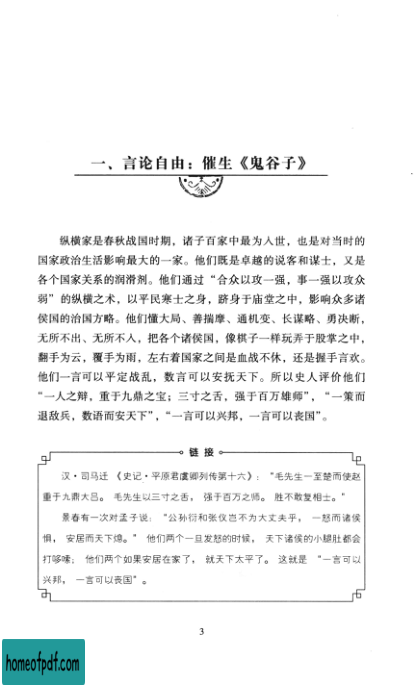 一、言论自由：催生《鬼谷子》
纵横家是春秋战国时期，诸子百家中最为入世，也是对当时的
国家政治生活影响最大的一家。他们既是卓越的说客和谋士，又是
各个国家关系的润滑剂。他们通过“合众以攻一强，事一强以攻众
弱”的纵横之术，以平民寒士之身，跻身于庙堂之中，影响众多诸
侯国的治国方略。他们懂大局、善揣摩、通机变、长谋略、勇决断，
无所不出、无所不入，把各个诸侯国，像棋子一样玩弄于股掌之中，
翻手为云，覆手为雨，左右着国家之间是血战不休，还是握手言欢。
他们一言可以平定战乱，数言可以安抚天下。所以史人评价他们
“一人之辩，重于九鼎之宝；三寸之舌，强于百万雄师”，“一策而
退敌兵，数语而安天下”，“一言可以兴邦，一言可以丧国”。
链接
汉·司马迁 《史记·平原君虞卿列传第十六》：“毛先生一至楚而使赵
重于九鼎大吕。 毛先生以三寸之舌， 强于百万之师。 胜不敢复相士。”
景春有一次对孟子说： “公孙衍和张仪岂不为大丈夫乎， 一怒而诸侯
惧， 安居而天下熄。” 他们两个一旦发怒的时候， 天下诸侯的小腿肚都会
打哆嗦； 他们两个如果安居在家了， 就天下太平了。 这就是 “一言可以
兴邦， 一言可以丧国”。
3
homeofpdf.com